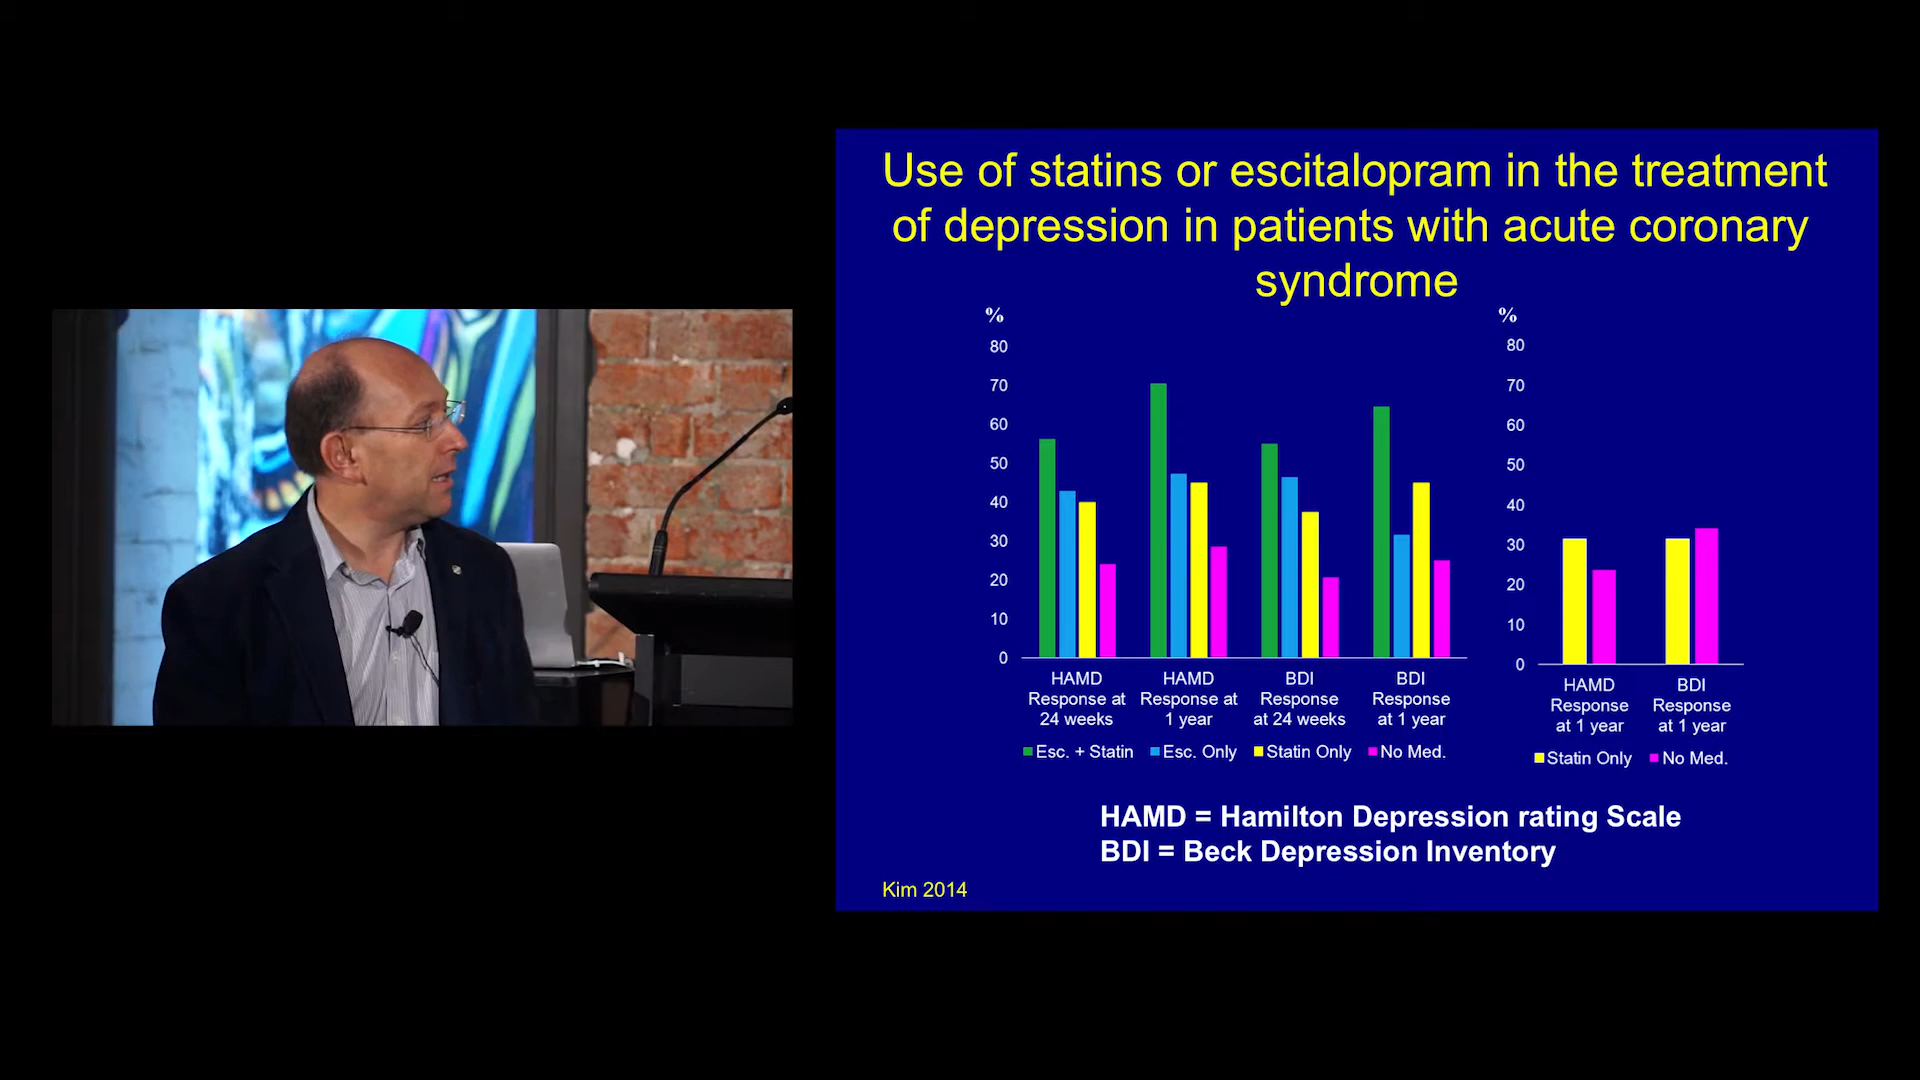 Use of statins or escitalopram in the treatment
of depression in patients with acute coronary
syndrome
%
80
70
60
50
40
30
20
10
0
HAMD
Response at
24 weeks
HAMD
Response at
1 year
BDI
Response
at 24 weeks
BDI
Response
at 1 year
Esc. + Statin Esc. Only Statin Only No Med.
%
80
70
60
50
40
30
20
10
0
HAMD
Response
at 1 year
BDI
Response
at 1 year
Statin Only No Med.
HAMD = Hamilton Depression rating Scale
BDI = Beck Depression Inventory
Kim 2014